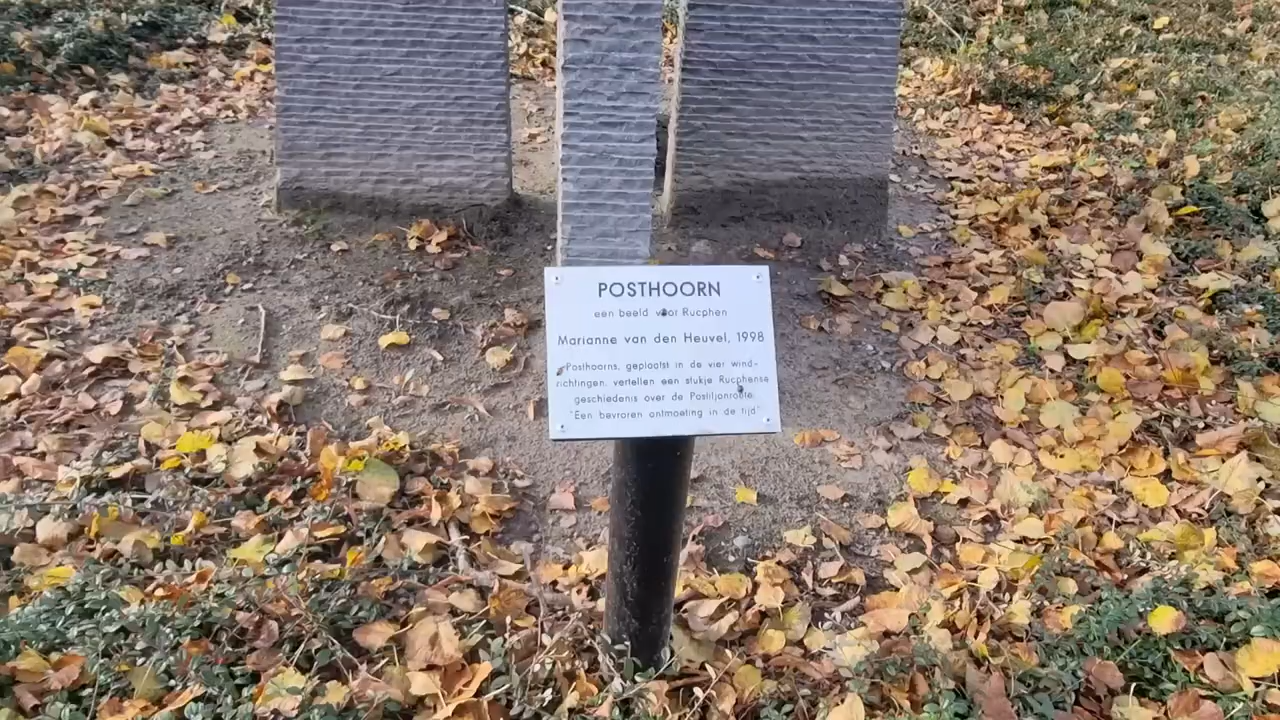 POSTHOORN
een beeld voor Rucphen
Marianne van den Heuvel, 1998
"Posthoorns, geplaatst in de vier wind-
richtingen, vertellen een stukje Rucphense
geschiedenis over de Postiljonroute.
"Een bevroren ontmoeting in de tijd"